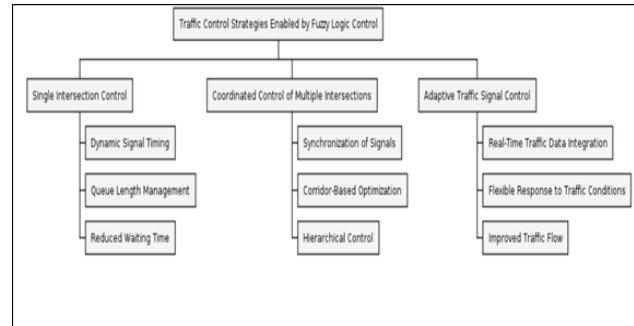 Traffic Control Strategies Enabled by Fuzzy Logic Control
Single Intersection Control
Dynamic Signal Timing
Queue Length Management
Reduced Waiting Time
Coordinated Control of Multiple Intersections
Synchronization of Signals
Corridor-Based Optimization
Hierarchical Control
Adaptive Traffic Signal Control
Real-Time Traffic Data Integration
Flexible Response to Traffic Conditions
Improved Traffic Flow